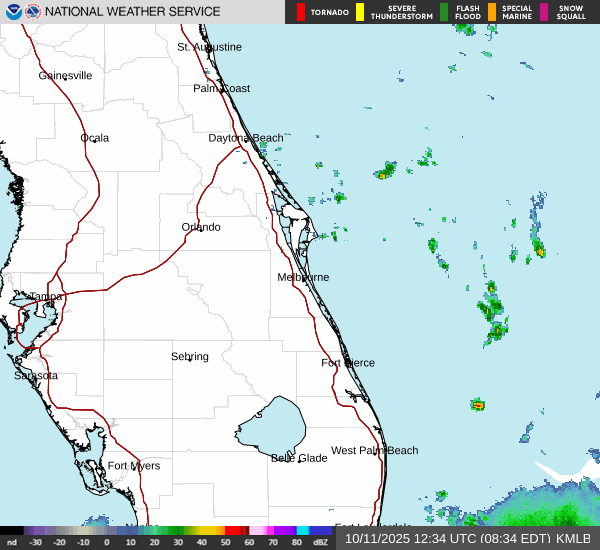 NATIONAL WEATHER SERVICE
TORNADO
SEVERE THUNDERSTORM
FLASH FLOOD
SPECIAL MARINE
SNOW SQUALL
St. Augustine
Gainesville
Palm Coast
Ocala
Daytona Beach
Orlando
Melbourne
Tampa
Sebring
Fort Pierce
Sarasota
West Palm Beach
Belle Glade
Fort Myers
nd -30 -20 -10 0 10 20 30 40 50 60 70 80 dBZ
10/11/2025 12:34 UTC (08:34 EDT) KMLB